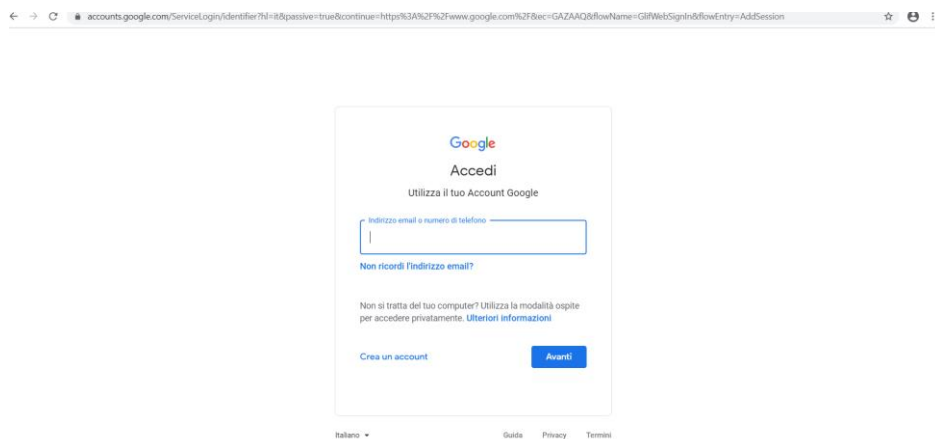 accounts.google.com/ServiceLogin/identifier?hl=it&passive=true&continue=https%3A%2F%2Fwww.google.com%2F&ec=GAZAAQ&flowName=GlifWebSignIn&flowEntry=AddSession
Google
Accedi
Utilizza il tuo Account Google
Indirizzo email o numero di telefono
Non ricordi l'indirizzo email?
Non si tratta del tuo computer? Utilizza la modalità ospite
per accedere privatamente. Ulteriori informazioni
Crea un account Avanti
Italiano Guida Privacy Termini